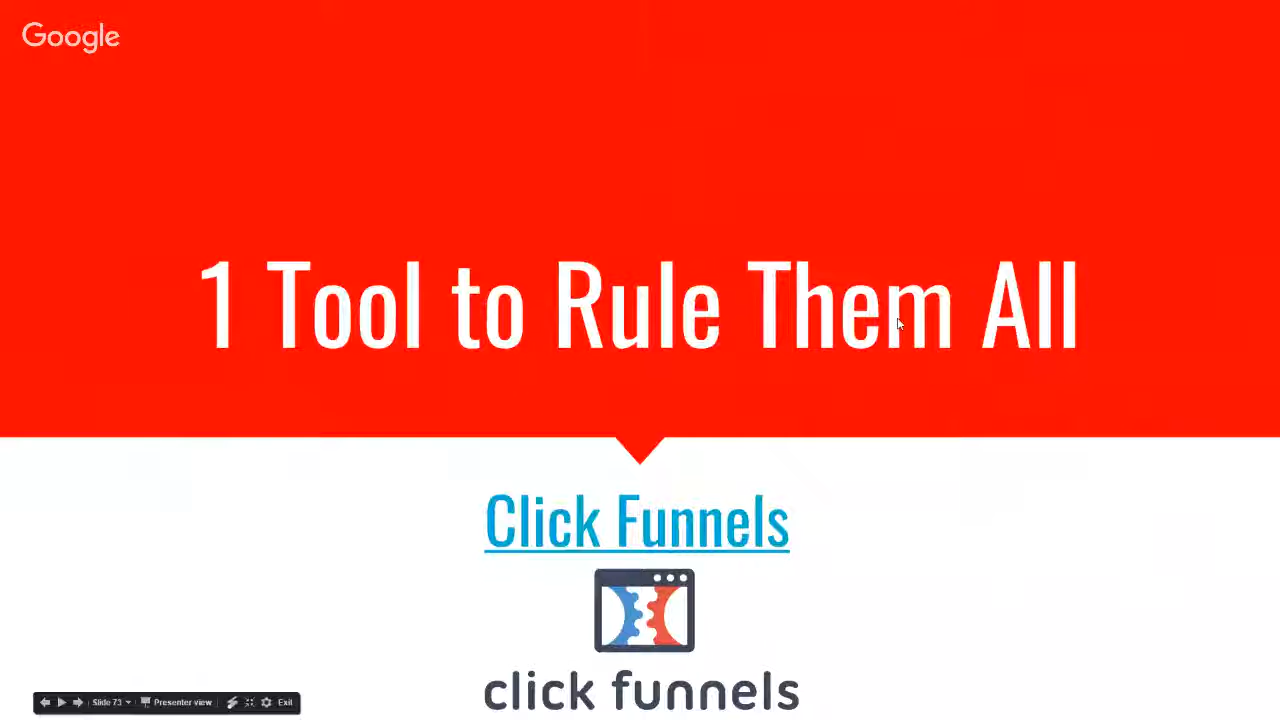 Google
1 Tool to Rule Them All
Click Funnels
click funnels
Slide 73 Presenter view Exit